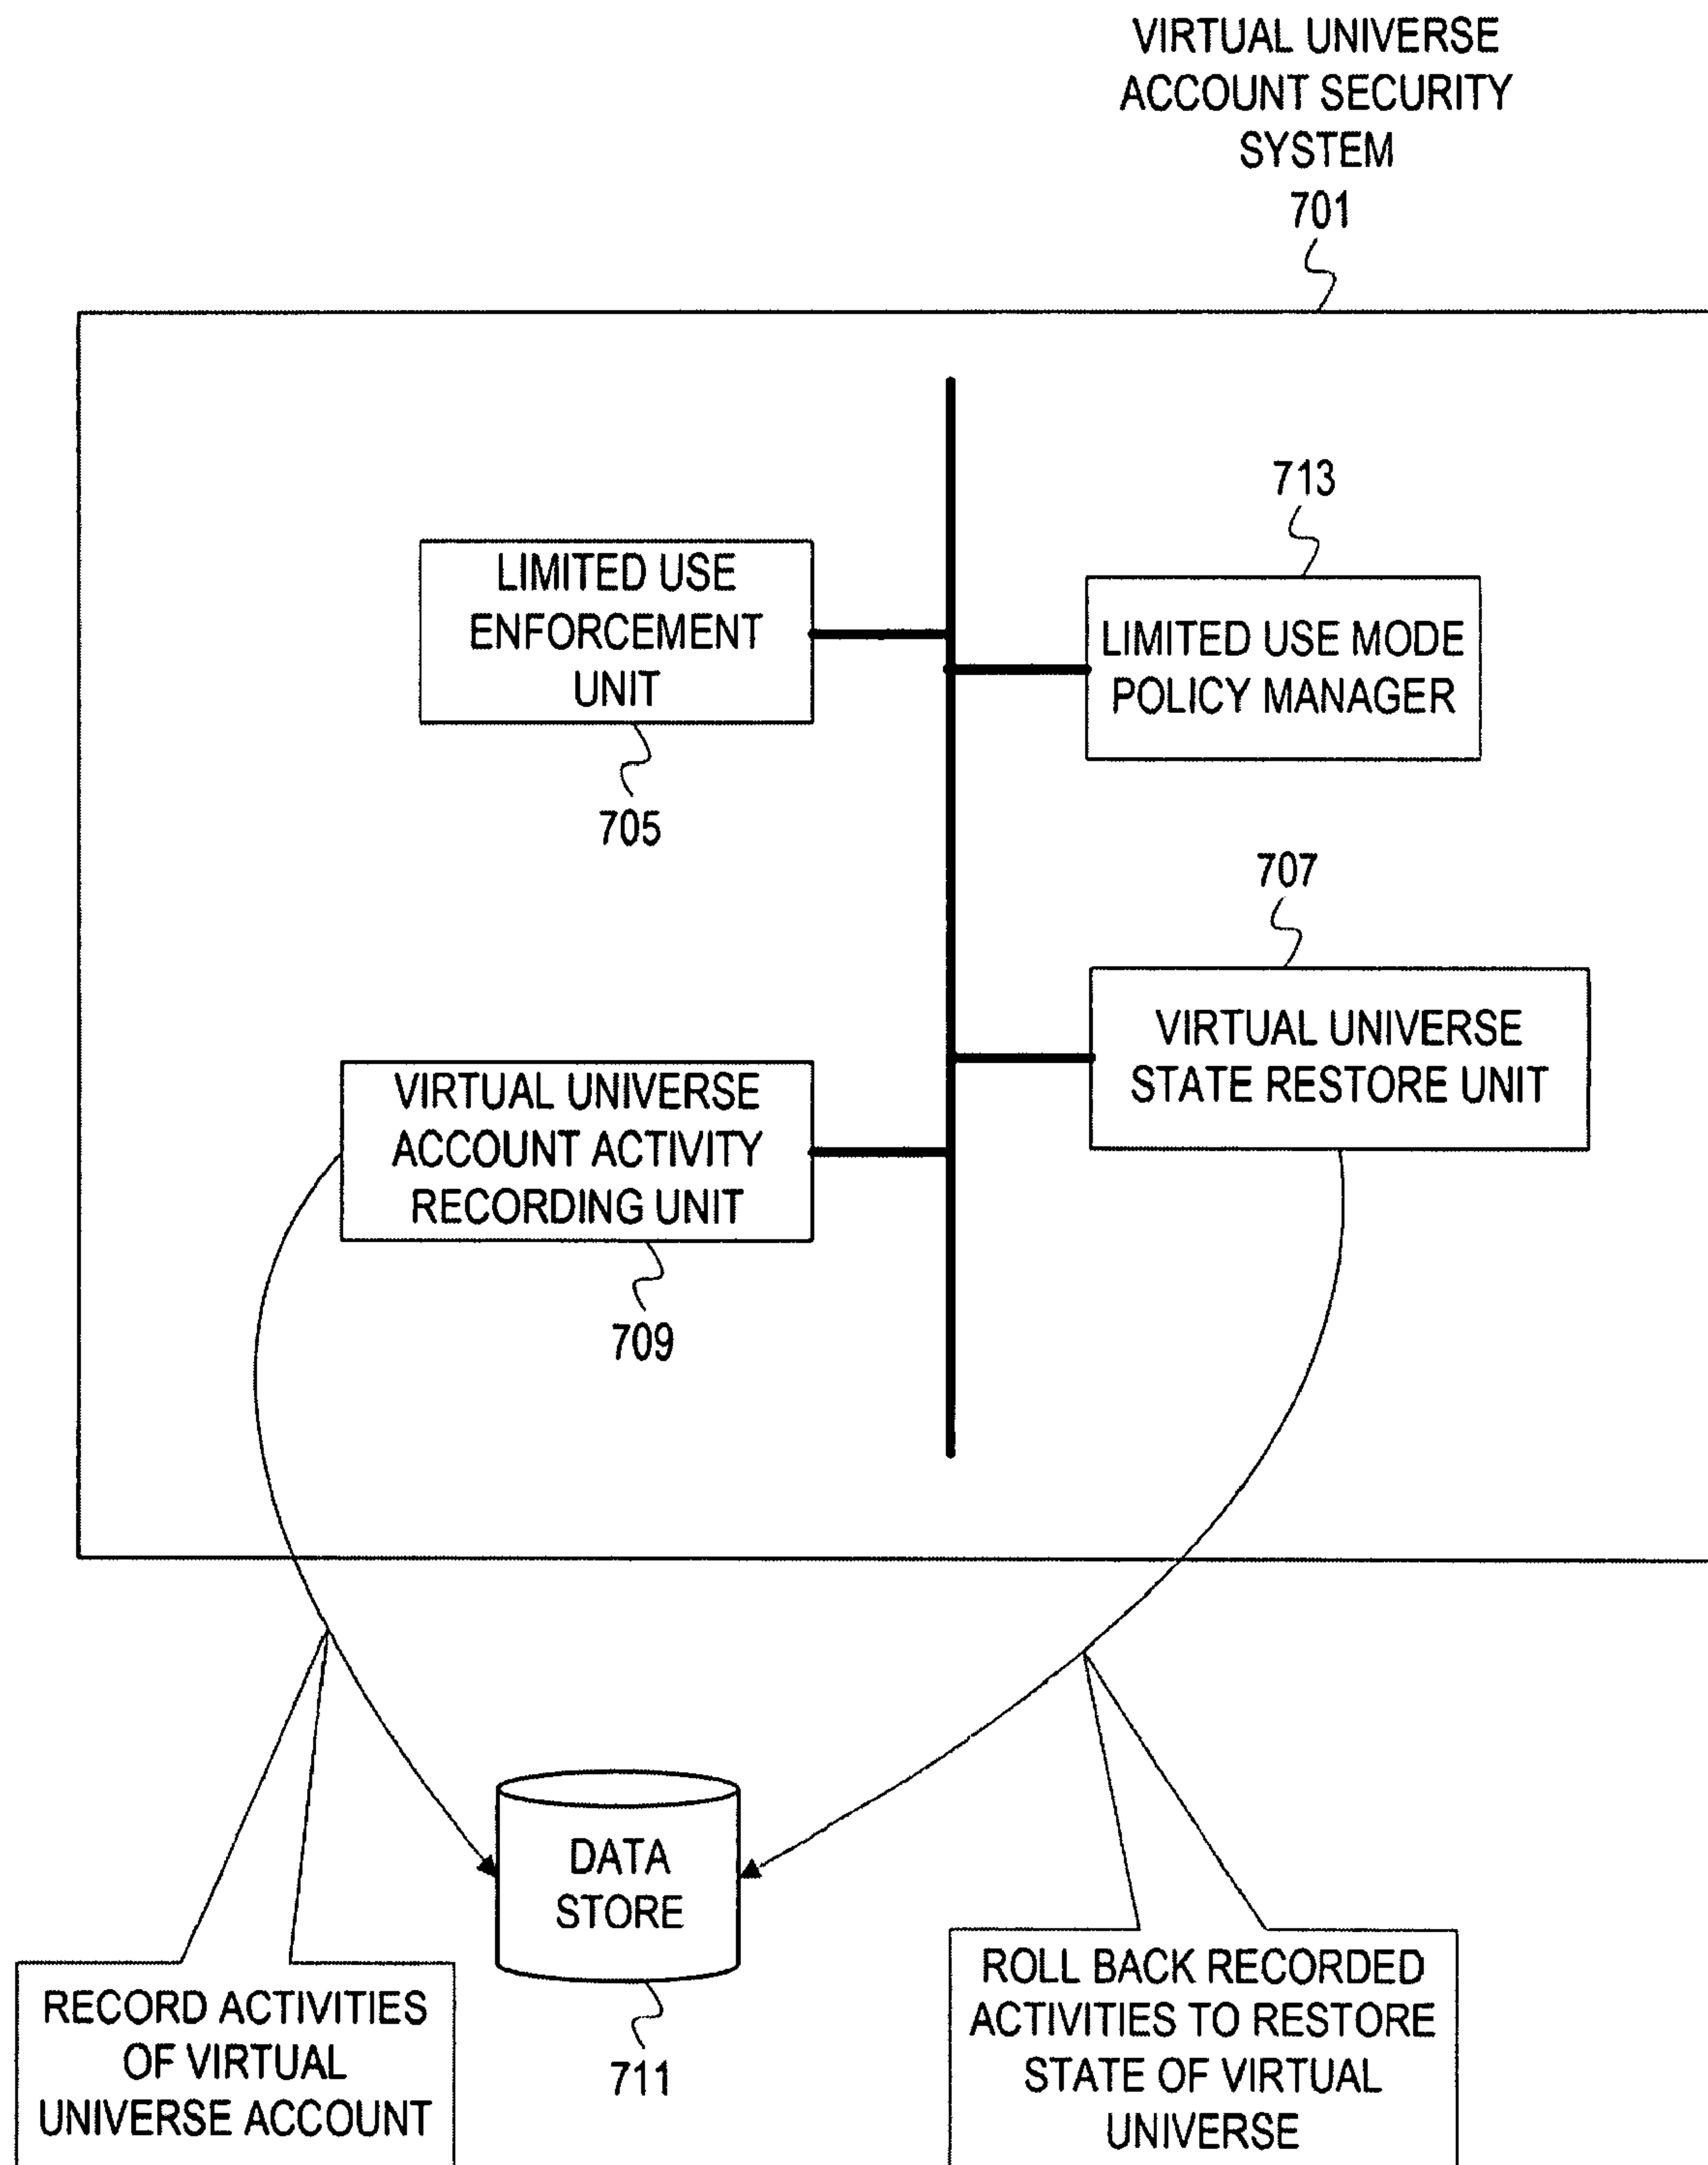 VIRTUAL UNIVERSE
ACCOUNT SECURITY
SYSTEM
701
713
LIMITED USE
ENFORCEMENT
UNIT
LIMITED USE MODE
POLICY MANAGER
705
707
VIRTUAL UNIVERSE
STATE RESTORE UNIT
VIRTUAL UNIVERSE
ACCOUNT ACTIVITY
RECORDING UNIT
709
DATA
STORE
711
RECORD ACTIVITIES
OF VIRTUAL
UNIVERSE ACCOUNT
ROLL BACK RECORDED
ACTIVITIES TO RESTORE
STATE OF VIRTUAL
UNIVERSE